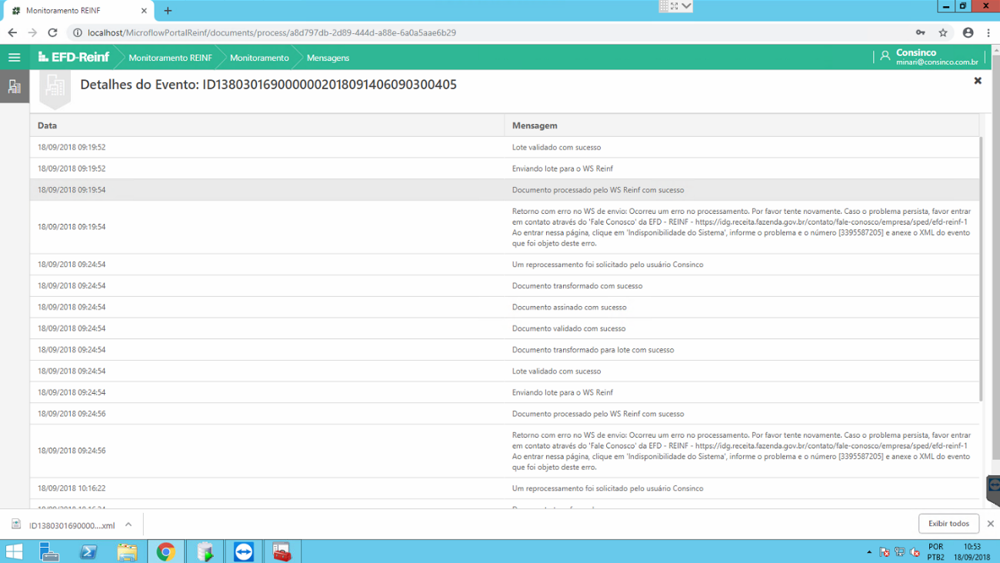 Monitoramento REINF
localhost/MicroflowPortalReinf/documents/process/a8d797db-2d89-444d-a88e-6a0a5aae6b29
EFD-Reinf
Monitoramento REINF
Monitoramento
Mensagens
Consinco
minari@consinco.com.br
Detalhes do Evento: ID1380301690000002018091406090300405
Data Mensagem
18/09/2018 09:19:52 Lote validado com sucesso
18/09/2018 09:19:52 Enviando lote para o WS Reinf
18/09/2018 09:19:54 Documento processado pelo WS Reinf com sucesso
18/09/2018 09:19:54
Retorno com erro no WS de envio: Ocorreu um erro no processamento. Por favor tente novamente. Caso o problema persista, favor entrar
em contato através do 'Fale Conosco' da EFD - REINF - https://idg.receita.fazenda.gov.br/contato/fale-conosco/empresa/sped/efd-reinf-1
Ao entrar nessa página, clique em 'Indisponibilidade do Sistema', informe o problema e o número [3395587205] e anexe o XML do evento
que foi objeto deste erro.
18/09/2018 09:24:54 Um reprocessamento foi solicitado pelo usuário Consinco
18/09/2018 09:24:54 Documento transformado com sucesso
18/09/2018 09:24:54 Documento assinado com sucesso
18/09/2018 09:24:54 Documento validado com sucesso
18/09/2018 09:24:54 Documento transformado para lote com sucesso
18/09/2018 09:24:54 Lote validado com sucesso
18/09/2018 09:24:54 Enviando lote para o WS Reinf
18/09/2018 09:24:56 Documento processado pelo WS Reinf com sucesso
18/09/2018 09:24:56
Retorno com erro no WS de envio: Ocorreu um erro no processamento. Por favor tente novamente. Caso o problema persista, favor entrar
em contato através do 'Fale Conosco' da EFD - REINF - https://idg.receita.fazenda.gov.br/contato/fale-conosco/empresa/sped/efd-reinf-1
Ao entrar nessa página, clique em 'Indisponibilidade do Sistema', informe o problema e o número [3395587205] e anexe o XML do evento
que foi objeto deste erro.
18/09/2018 10:16:22 Um reprocessamento foi solicitado pelo usuário Consinco
ID1380301690000....xml
Exibir todos
POR 10:53
PTB2 18/09/2018